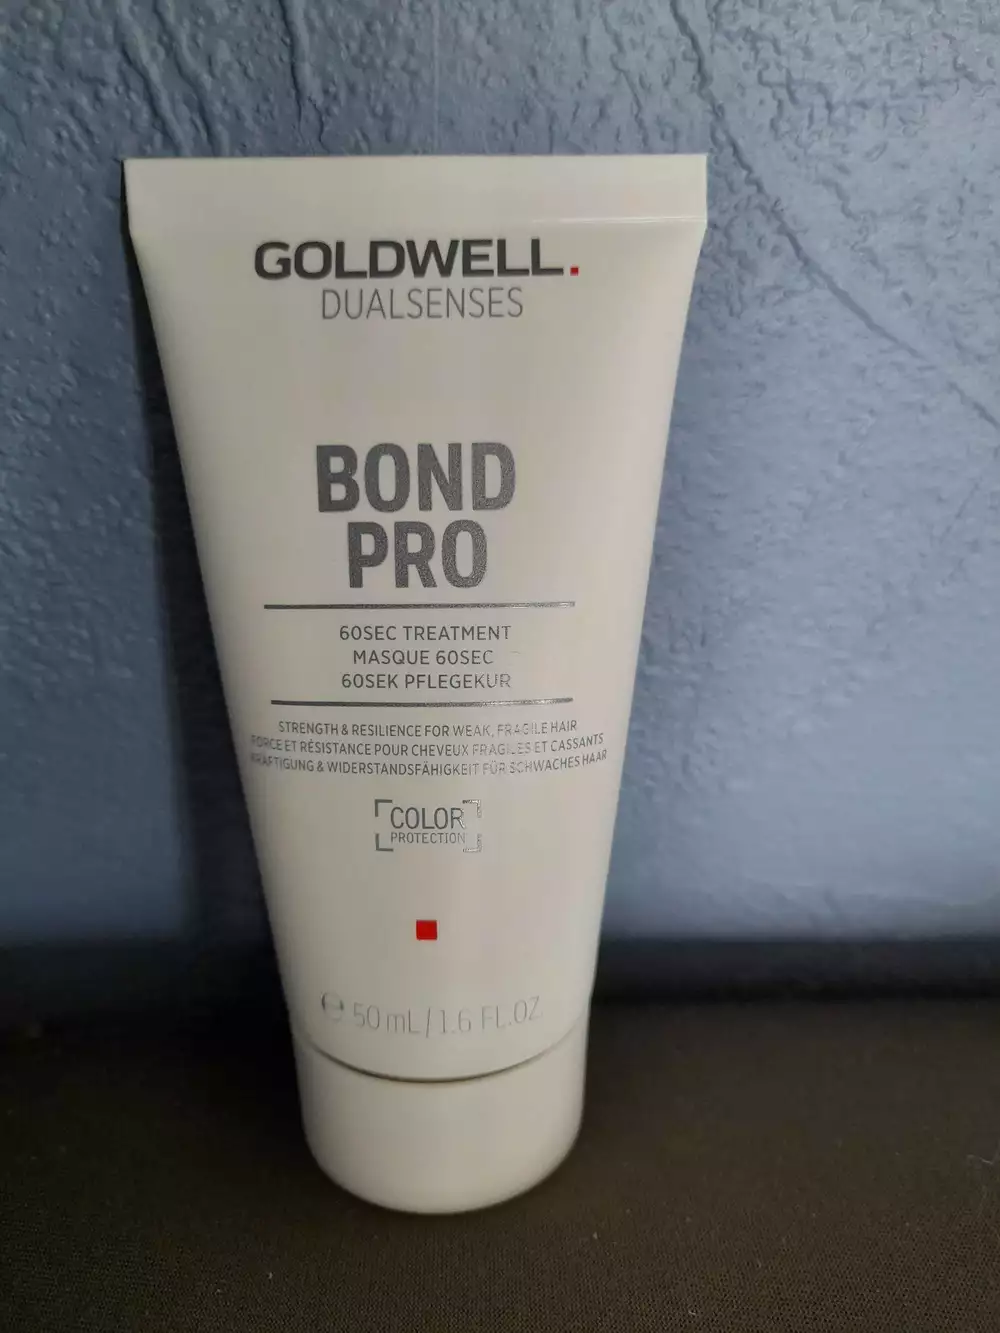 GOLDWELL.
DUALSENSES
BOND
PRO
60SEC TREATMENT
MASQUE 60SEC
60SEK PFLEGEKUR
STRENGTH & RESILIENCE FOR WEAK, FRAGILE HAIR
FORCE ET RÉSISTANCE POUR CHEVEUX FRAGILES ET CASSANTS
KRÄFTIGUNG & WIDERSTANDSFÄHIGKEIT FÜR SCHWACHES HAAR
COLOR
PROTECTION
℮ 50 mL / 1.6 FL.OZ.